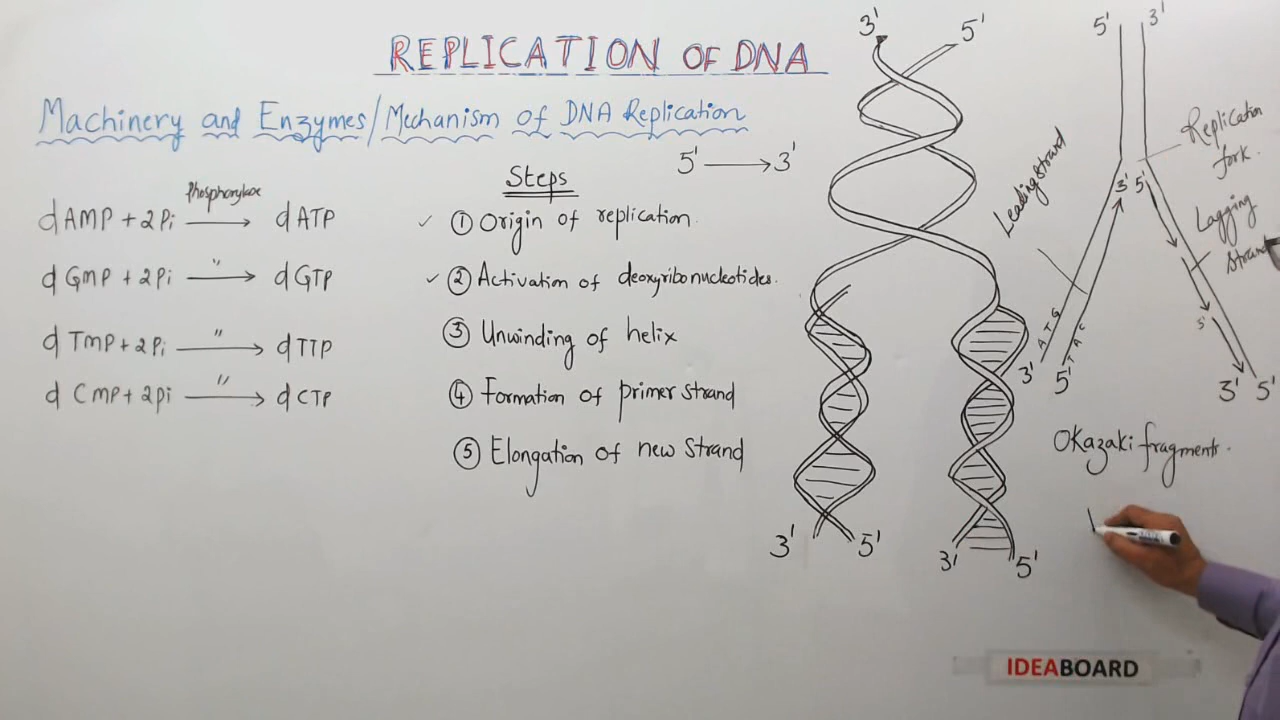 REPLICATION OF DNA
Machinery and Enzymes/Mechanism of DNA Replication
5' → 3'
dAMP + 2Pi → dATP
dGMP + 2Pi —"→ dGTP
dTMP + 2Pi —"→ dTTP
dCMP + 2Pi —"→ dCTP
Steps
✓ ① Origin of replication.
✓ ② Activation of deoxyribonucleotides.
③ Unwinding of helix
④ Formation of primer strand
⑤ Elongation of new strand
3' 5'
3' 5'
3' 5'
5' 3'
Replication
fork.
Leading strand
3' 5'
Lagging
strand
ATG
TAC
5'
3' 5'
3' 5'
Okazaki fragments.
IDEABOARD